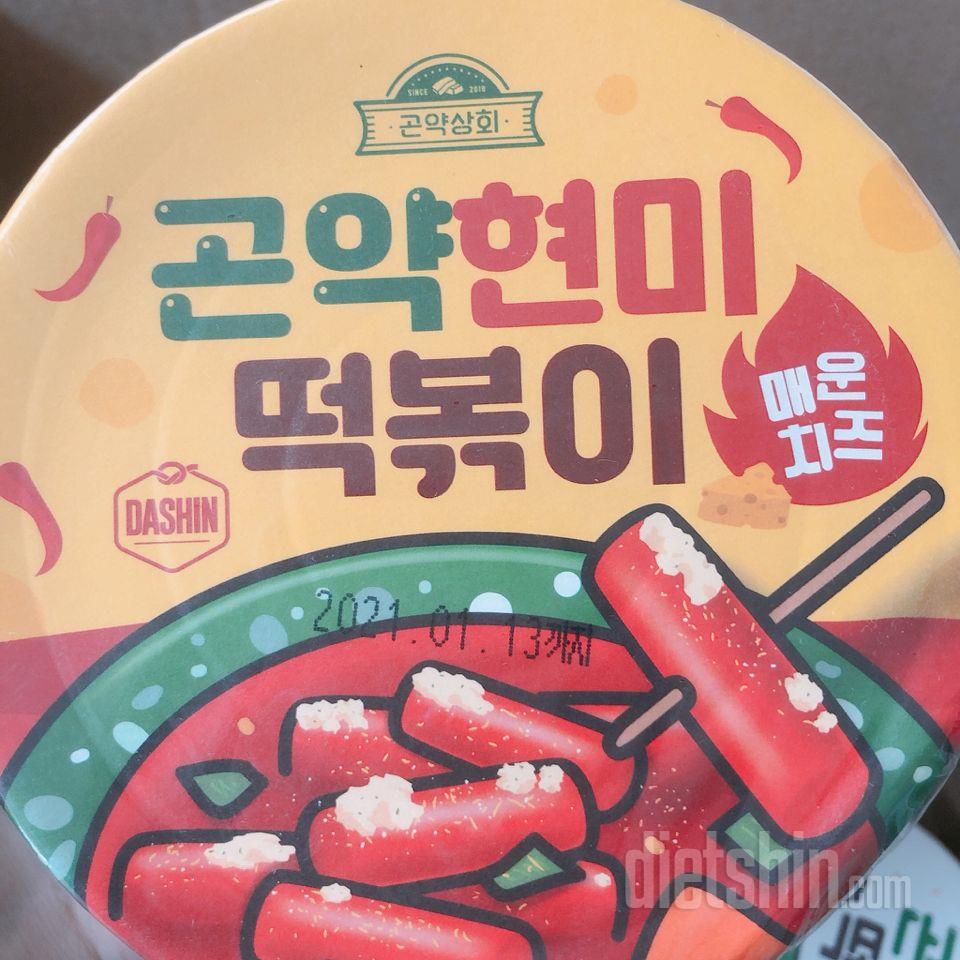 SINCE 2018
곤약상회
곤약현미
떡볶이
매운
치즈
DASHIN
2021.01.13까지
dietshin.com